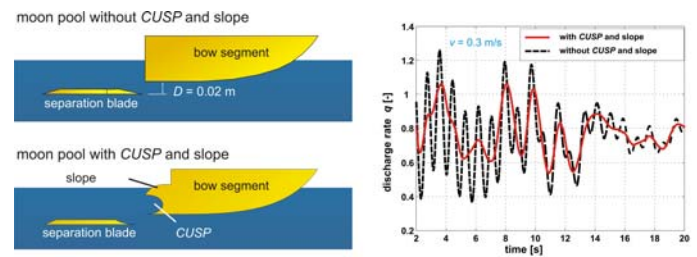 moon pool without CUSP and slope
bow segment
separation blade
D = 0.02 m
moon pool with CUSP and slope
slope
bow segment
separation blade
CUSP
v = 0.3 m/s
with CUSP and slope
without CUSP and slope
discharge rate q [-]
1.4
1.2
1
0.8
0.6
0.4
0.2
2 4 6 8 10 12 14 16 18 20
time [s]